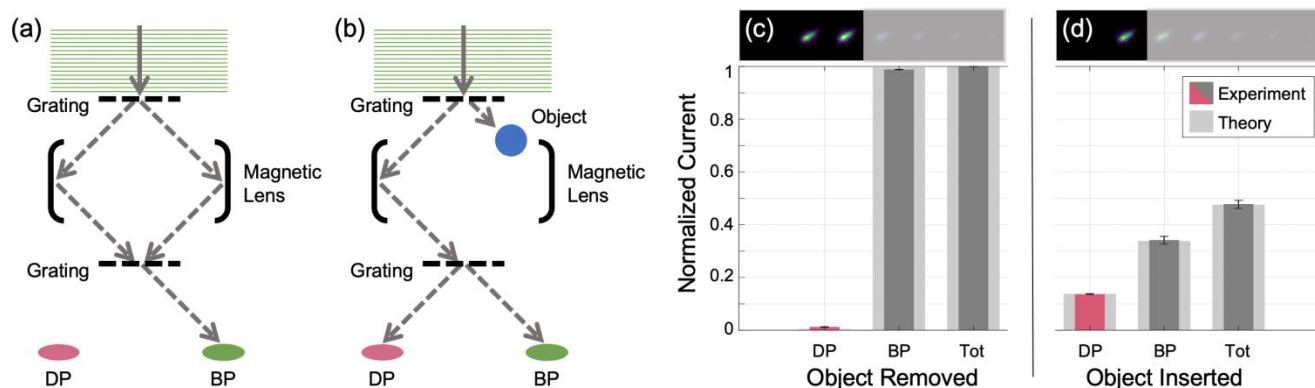 (a)
Grating
Magnetic
Lens
Grating
DP
BP
(b)
Grating
Object
Magnetic
Lens
Grating
DP
BP
(c)
Normalized Current
1
0.8
0.6
0.4
0.2
0
DP
BP
Tot
Object Removed
(d)
Experiment
Theory
DP
BP
Tot
Object Inserted